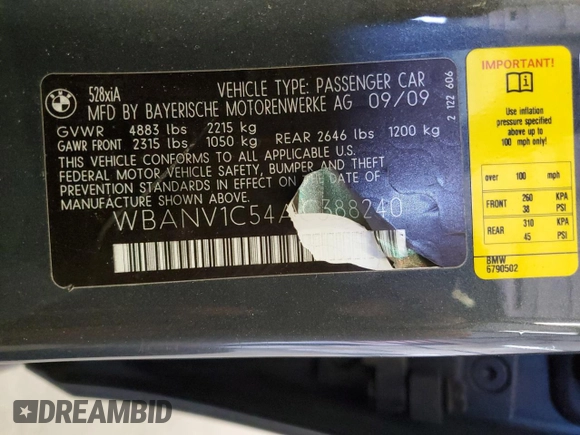 528xiA
VEHICLE TYPE: PASSENGER CAR
MFD BY BAYERISCHE MOTORENWERKE AG 09/09
GVWR 4883 lbs 2215 kg
GAWR FRONT 2315 lbs 1050 kg REAR 2646 lbs 1200 kg
THIS VEHICLE CONFORMS TO ALL APPLICABLE U.S.
FEDERAL MOTOR VEHICLE SAFETY, BUMPER AND THEFT
PREVENTION STANDARDS IN EFFECT ON THE DATE OF
MANUFACTURE SHOWN ABOVE.
2 122 606
IMPORTANT!
Use inflation
pressure specified
above up to
100 mph only!
over 100 mph
FRONT 260 KPA
38 PSI
REAR 310 KPA
45 PSI
BMW
6790502
DREAMBID